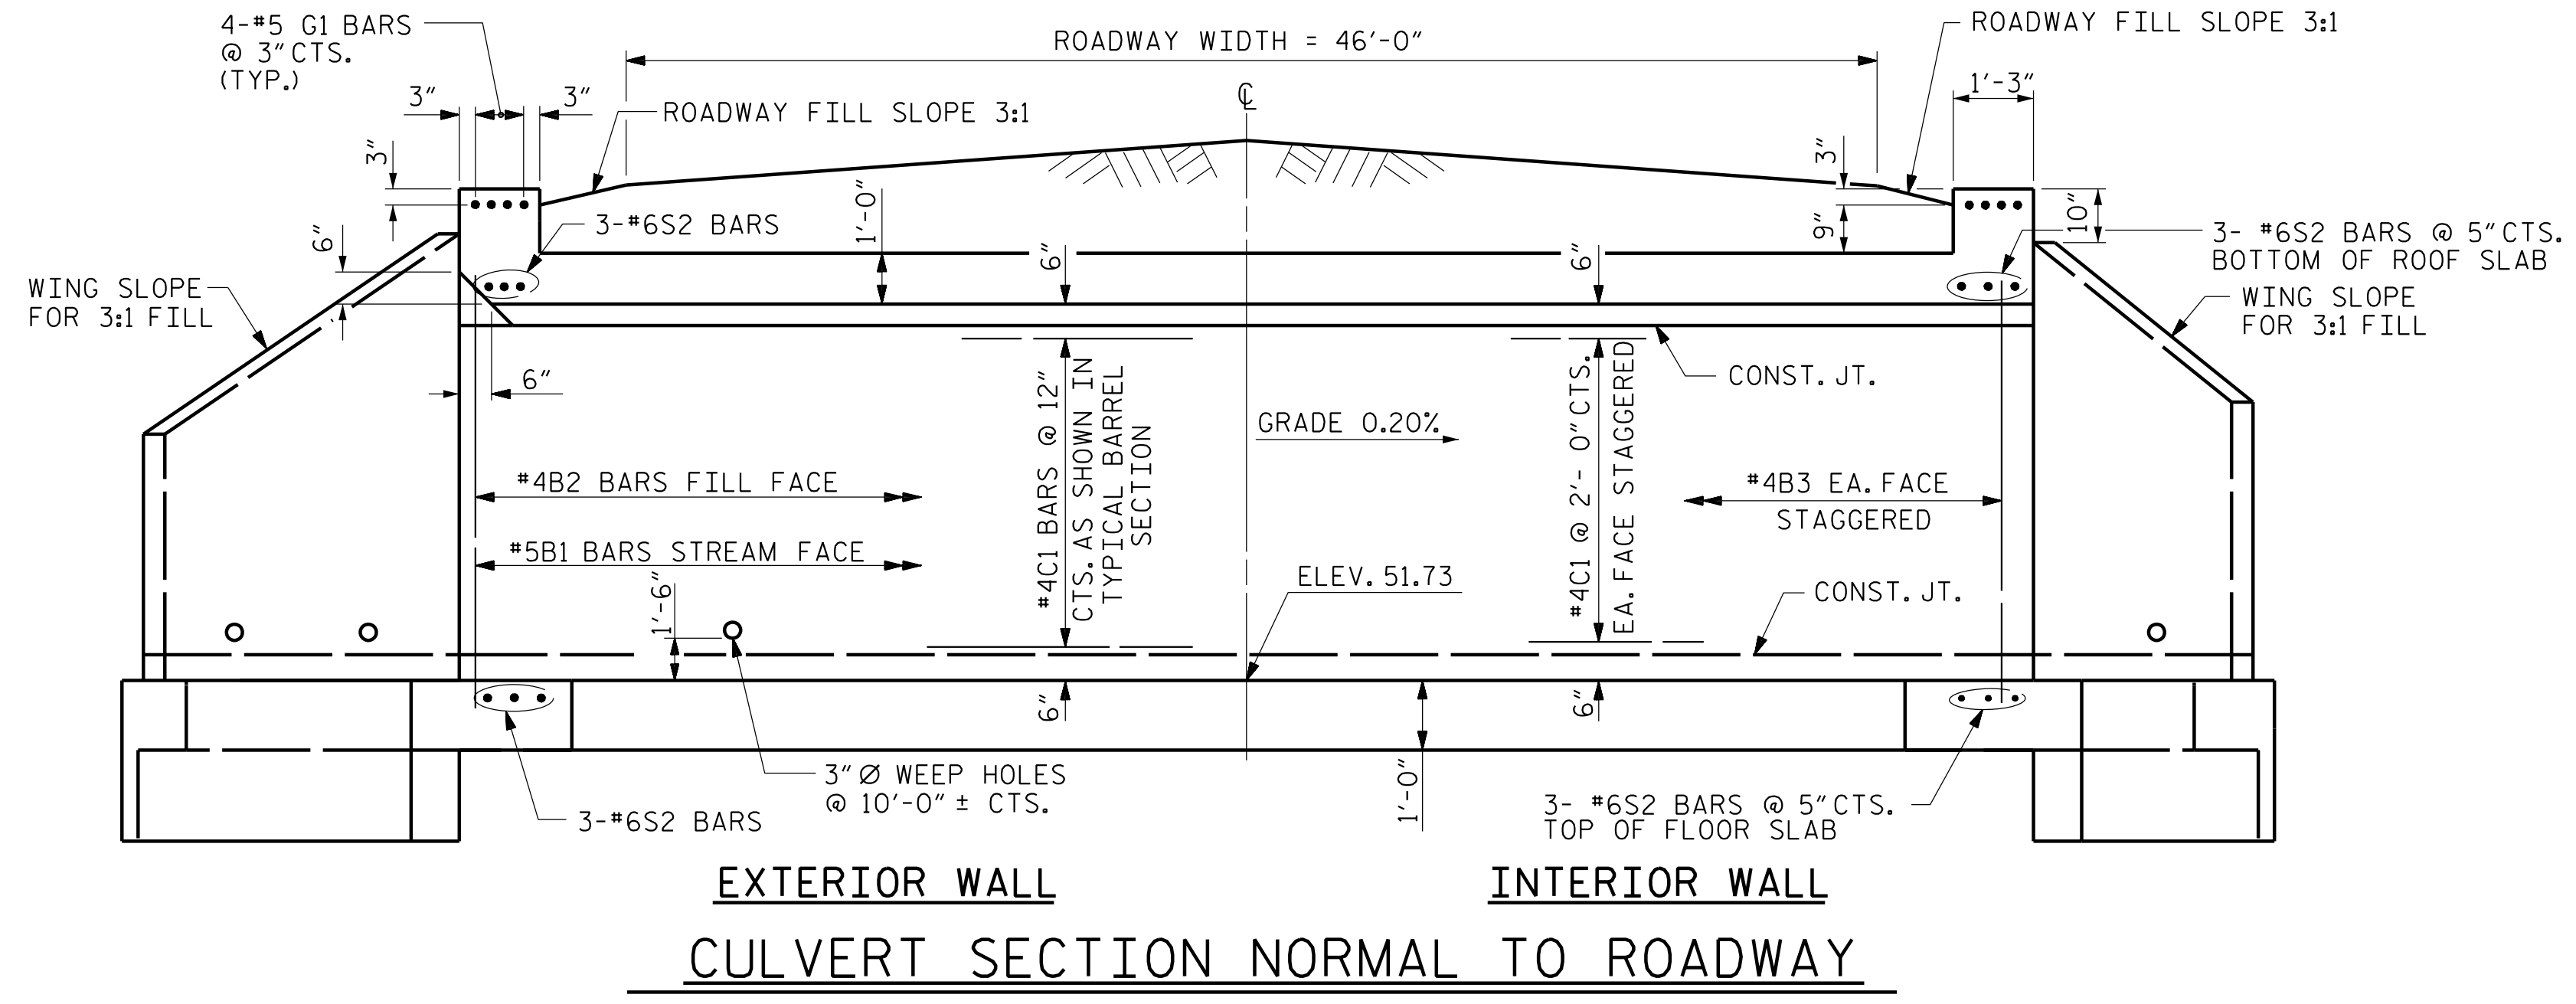 4-#5 G1 BARS
@ 3" CTS.
(TYP.)
3"
3"
3"
ROADWAY FILL SLOPE 3:1
ROADWAY WIDTH = 46'-0"
℄
ROADWAY FILL SLOPE 3:1
1'-3"
3"
9"
10"
6"
3-#6S2 BARS
1'-0"
6"
6"
3- #6S2 BARS @ 5" CTS.
BOTTOM OF ROOF SLAB
WING SLOPE
FOR 3:1 FILL
WING SLOPE
FOR 3:1 FILL
6"
CONST. JT.
#4C1 BARS @ 12"
CTS. AS SHOWN IN
TYPICAL BARREL
SECTION
GRADE 0.20%
#4C1 @ 2'- 0" CTS.
EA. FACE STAGGERED
#4B2 BARS FILL FACE
#4B3 EA. FACE
STAGGERED
#5B1 BARS STREAM FACE
1'-6"
ELEV. 51.73
CONST. JT.
6"
6"
1'-0"
3" Ø WEEP HOLES
@ 10'-0" ± CTS.
3-#6S2 BARS
3- #6S2 BARS @ 5" CTS.
TOP OF FLOOR SLAB
EXTERIOR WALL
INTERIOR WALL
CULVERT SECTION NORMAL TO ROADWAY